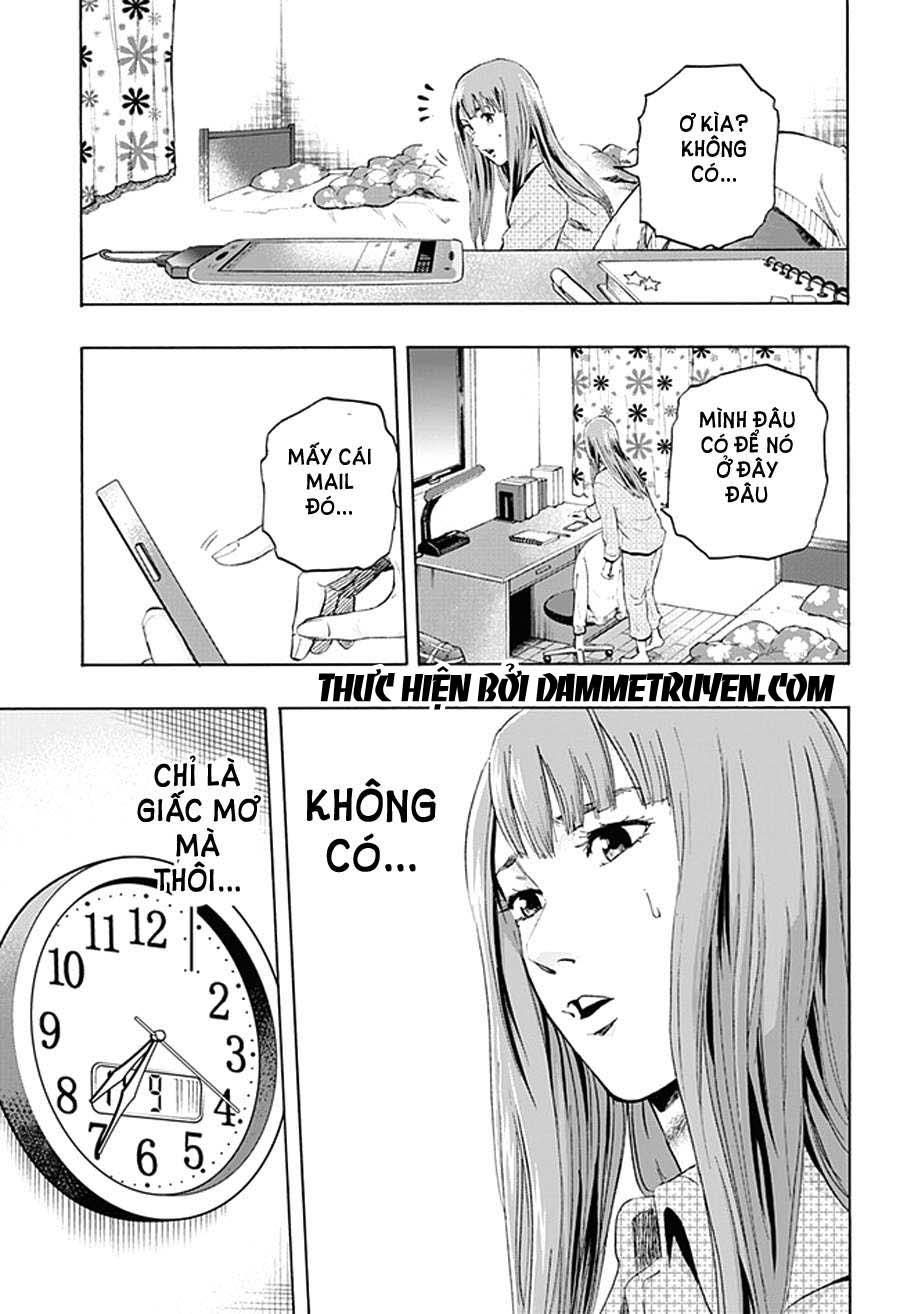 Ơ KÌA?
KHÔNG
CÓ...
MÌNH ĐÂU
CÓ ĐỂ NÓ
Ở ĐÂY
ĐÂU
MẤY CÁI
MAIL
ĐÓ...
THỰC HIỆN BỞI DAMMETRUYEN.COM
KHÔNG
CÓ...
CHỈ LÀ
GIẤC MƠ
MÀ
THÔI...
11 12
10 2
9 3
8 4
7 6 5
9